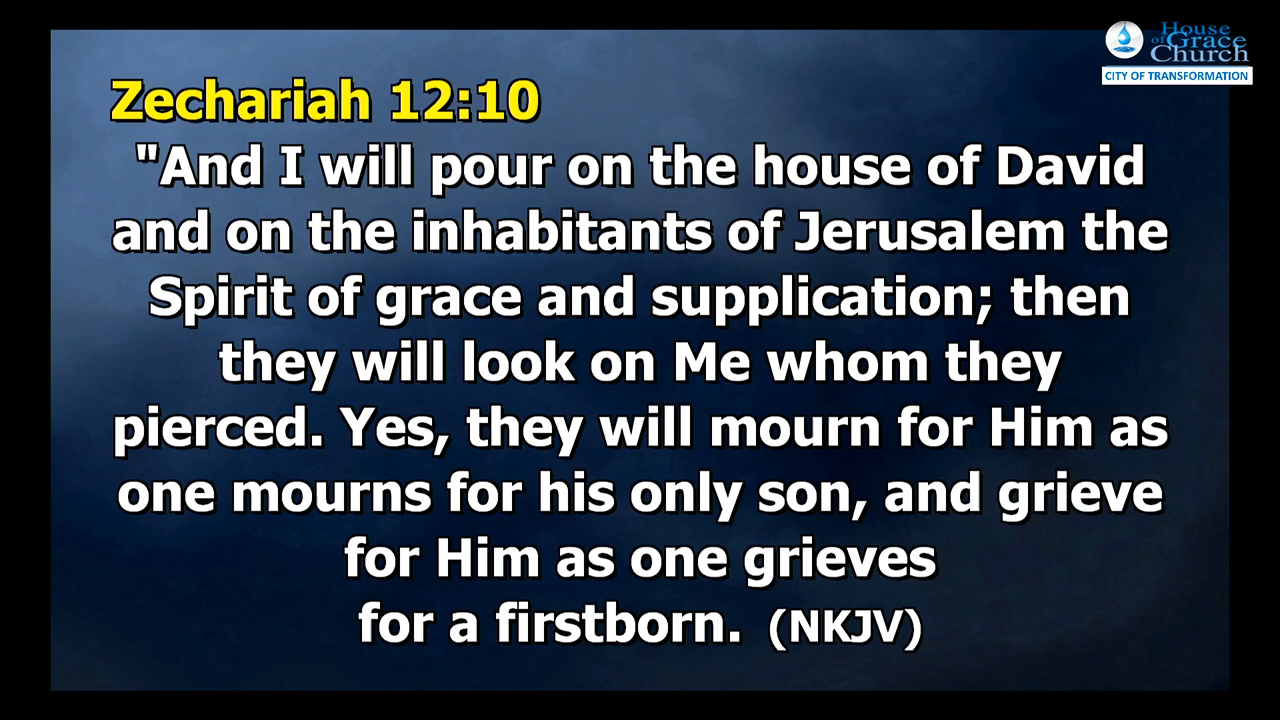 House
of Grace
Church
CITY OF TRANSFORMATION
Zechariah 12:10
"And I will pour on the house of David
and on the inhabitants of Jerusalem the
Spirit of grace and supplication; then
they will look on Me whom they
pierced. Yes, they will mourn for Him as
one mourns for his only son, and grieve
for Him as one grieves
for a firstborn. (NKJV)